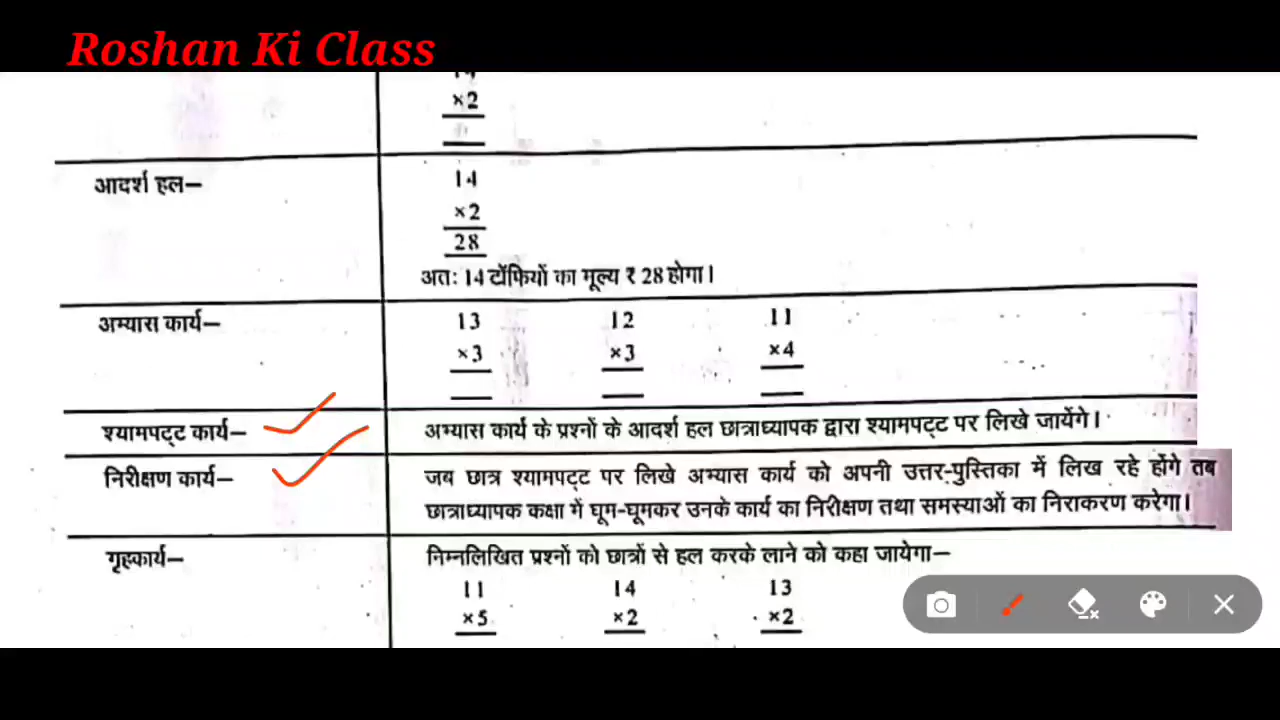 Roshan Ki Class
×2
आदर्श हल—
14
×2
28
अतः 14 टॉफियों का मूल्य ₹ 28 होगा।
अभ्यास कार्य—
13 12 11
×3 ×3 ×4
श्यामपट्ट कार्य—
अभ्यास कार्य के प्रश्नों के आदर्श हल छात्राध्यापक द्वारा श्यामपट्ट पर लिखे जायेंगे।
निरीक्षण कार्य—
जब छात्र श्यामपट्ट पर लिखे अभ्यास कार्य को अपनी उत्तर-पुस्तिका में लिख रहे होंगे तब
छात्राध्यापक कक्षा में घूम-घूमकर उनके कार्य का निरीक्षण तथा समस्याओं का निराकरण करेगा।
गृहकार्य—
निम्नलिखित प्रश्नों को छात्रों से हल करके लाने को कहा जायेगा—
11 14 13
×5 ×2 ×2